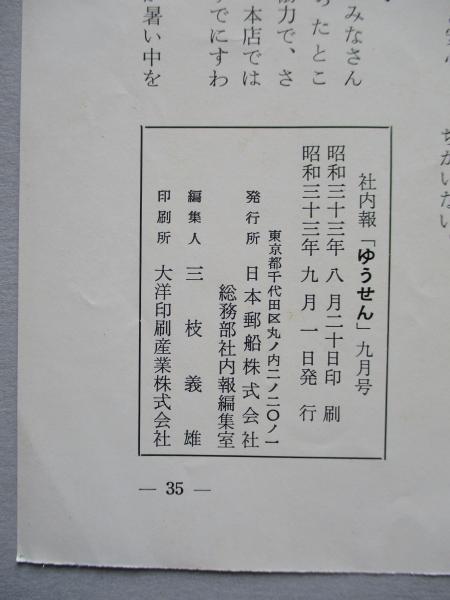 ちがいない
みなさん
ったとこ
協力で、さ
本店では
すでにすわ
暑い中を
社内報「ゆうせん」九月号
昭和三十三年 八月二十日印刷
昭和三十三年 九月一日発行
東京都千代田区丸ノ内二ノ二〇ノ一
発行所 日本郵船株式会社
総務部社内報編集室
編集人 三枝義雄
印刷所 大洋印刷産業株式会社
— 35 —